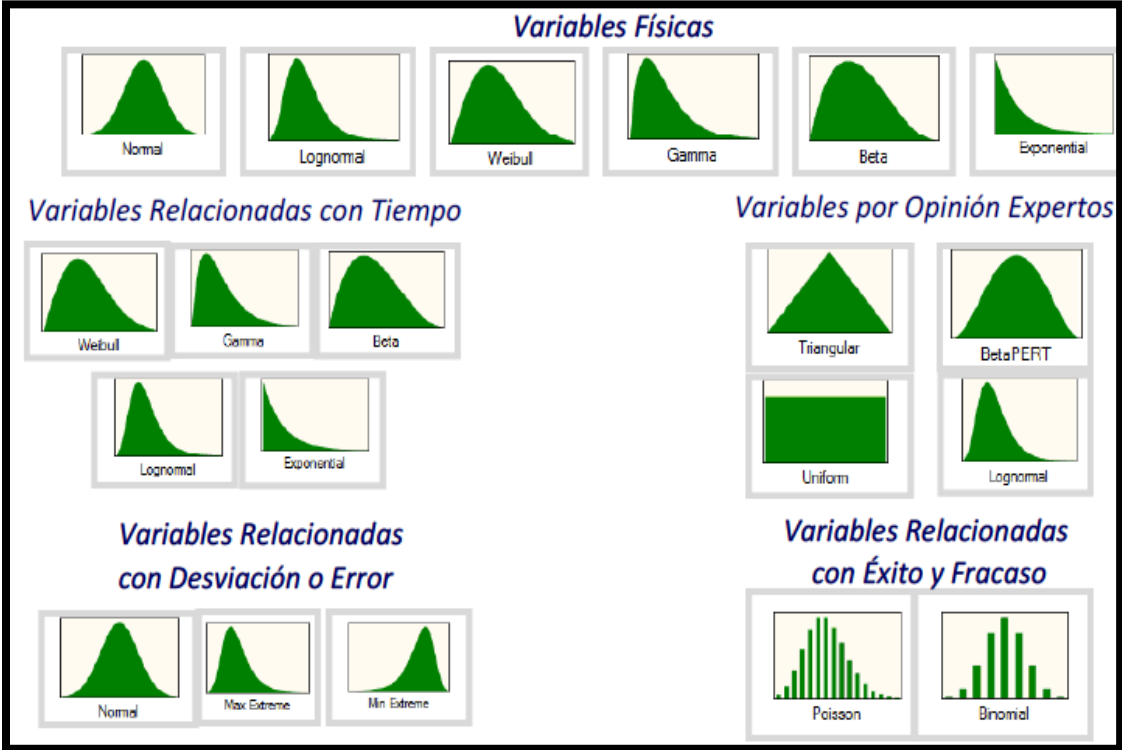 Variables Físicas
Normal
Lognormal
Weibull
Gamma
Beta
Exponential
Variables Relacionadas con Tiempo
Weibull
Gamma
Beta
Lognormal
Exponential
Variables por Opinión Expertos
Triangular
BetaPERT
Uniform
Lognormal
Variables Relacionadas
con Desviación o Error
Normal
Max Extreme
Min Extreme
Variables Relacionadas
con Éxito y Fracaso
Poisson
Binomial